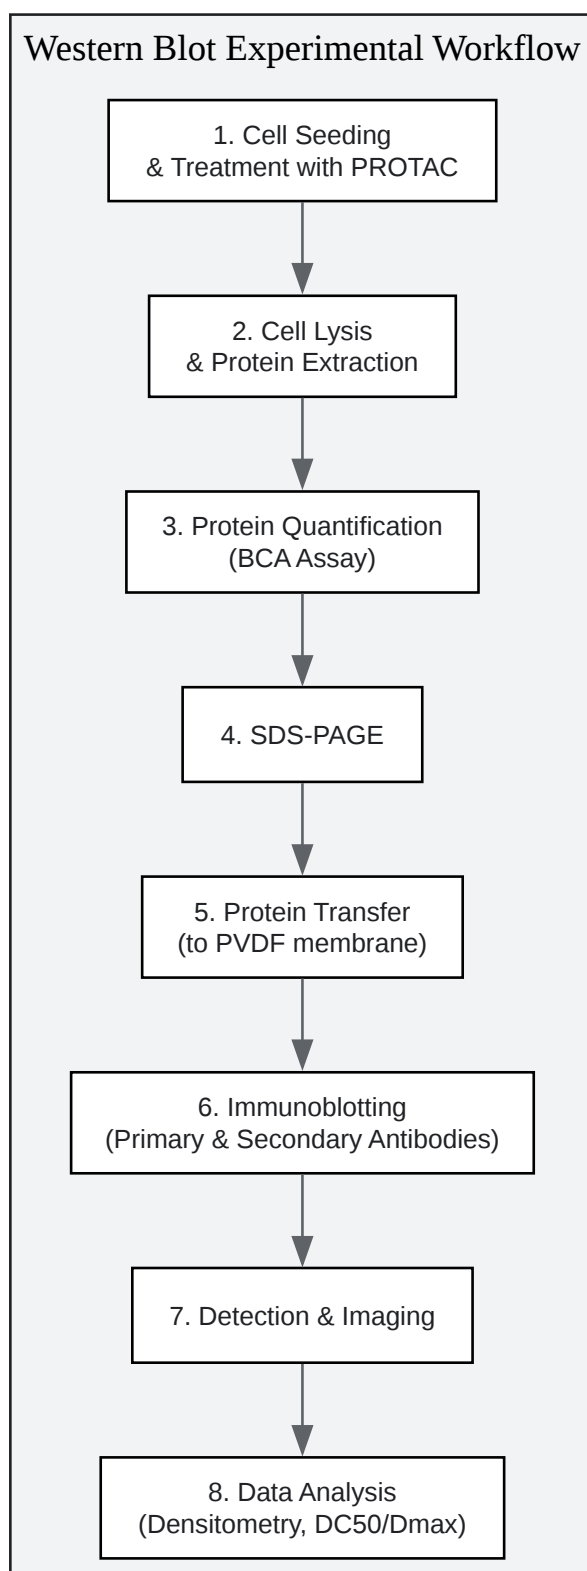 Western Blot Experimental Workflow
1. Cell Seeding
& Treatment with PROTAC
2. Cell Lysis
& Protein Extraction
3. Protein Quantification
(BCA Assay)
4. SDS-PAGE
5. Protein Transfer
(to PVDF membrane)
6. Immunoblotting
(Primary & Secondary Antibodies)
7. Detection & Imaging
8. Data Analysis
(Densitometry, DC50/Dmax)